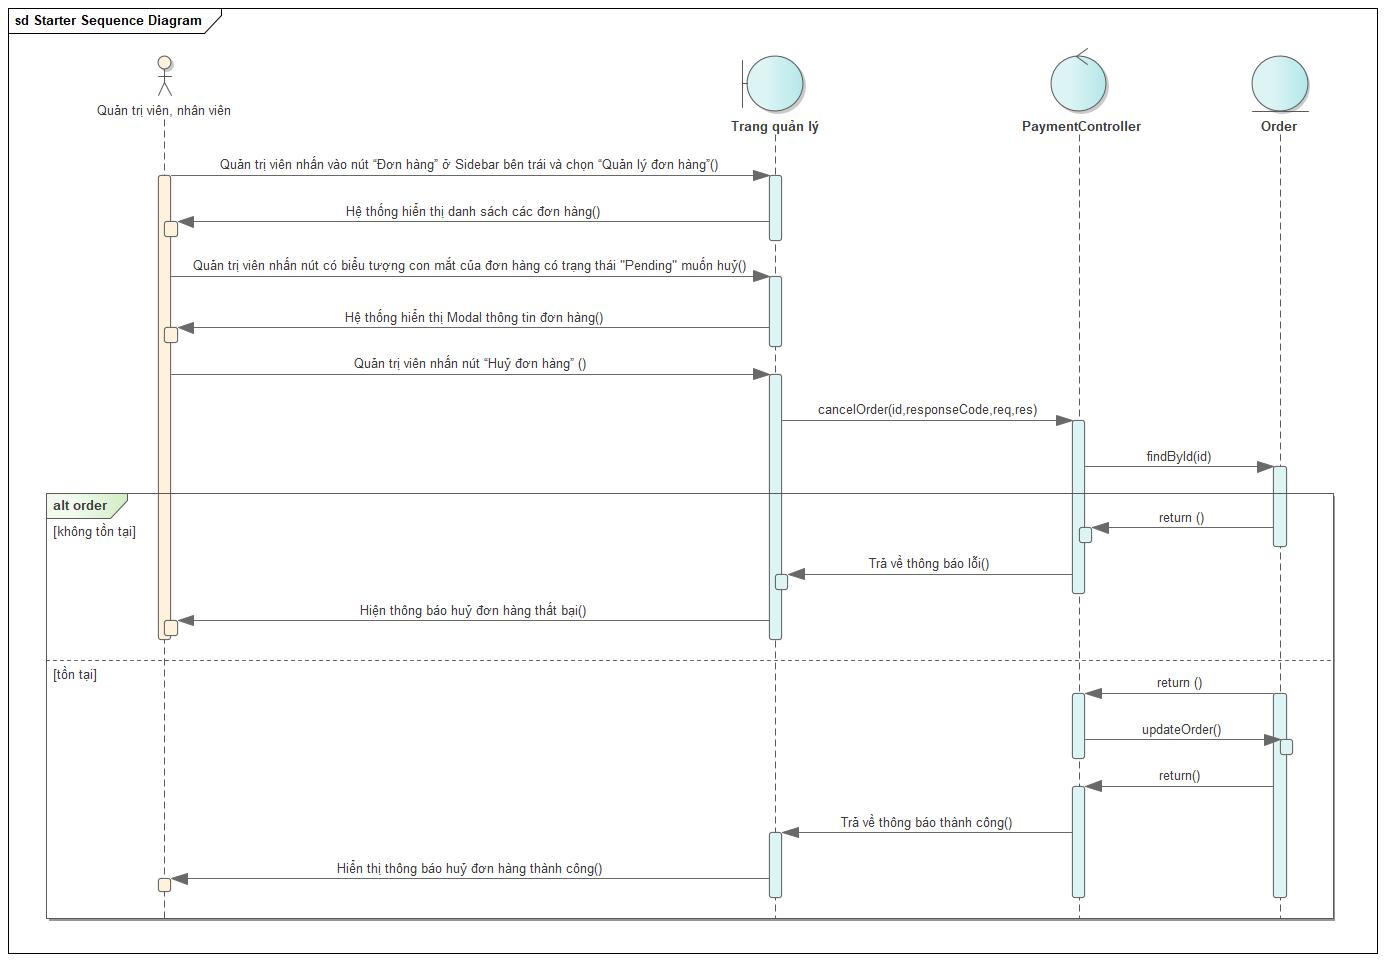 sd Starter Sequence Diagram
Quản trị viên, nhân viên
Trang quản lý
PaymentController
Order
Quản trị viên nhấn vào nút “Đơn hàng” ở Sidebar bên trái và chọn “Quản lý đơn hàng”()
Hệ thống hiển thị danh sách các đơn hàng()
Quản trị viên nhấn nút có biểu tượng con mắt của đơn hàng có trạng thái "Pending" muốn huỷ()
Hệ thống hiển thị Modal thông tin đơn hàng()
Quản trị viên nhấn nút “Huỷ đơn hàng” ()
cancelOrder(id,responseCode,req,res)
findById(id)
alt order
[không tồn tại]
return ()
Trả về thông báo lỗi()
Hiện thông báo huỷ đơn hàng thất bại()
[tồn tại]
return ()
updateOrder()
return()
Trả về thông báo thành công()
Hiển thị thông báo huỷ đơn hàng thành công()